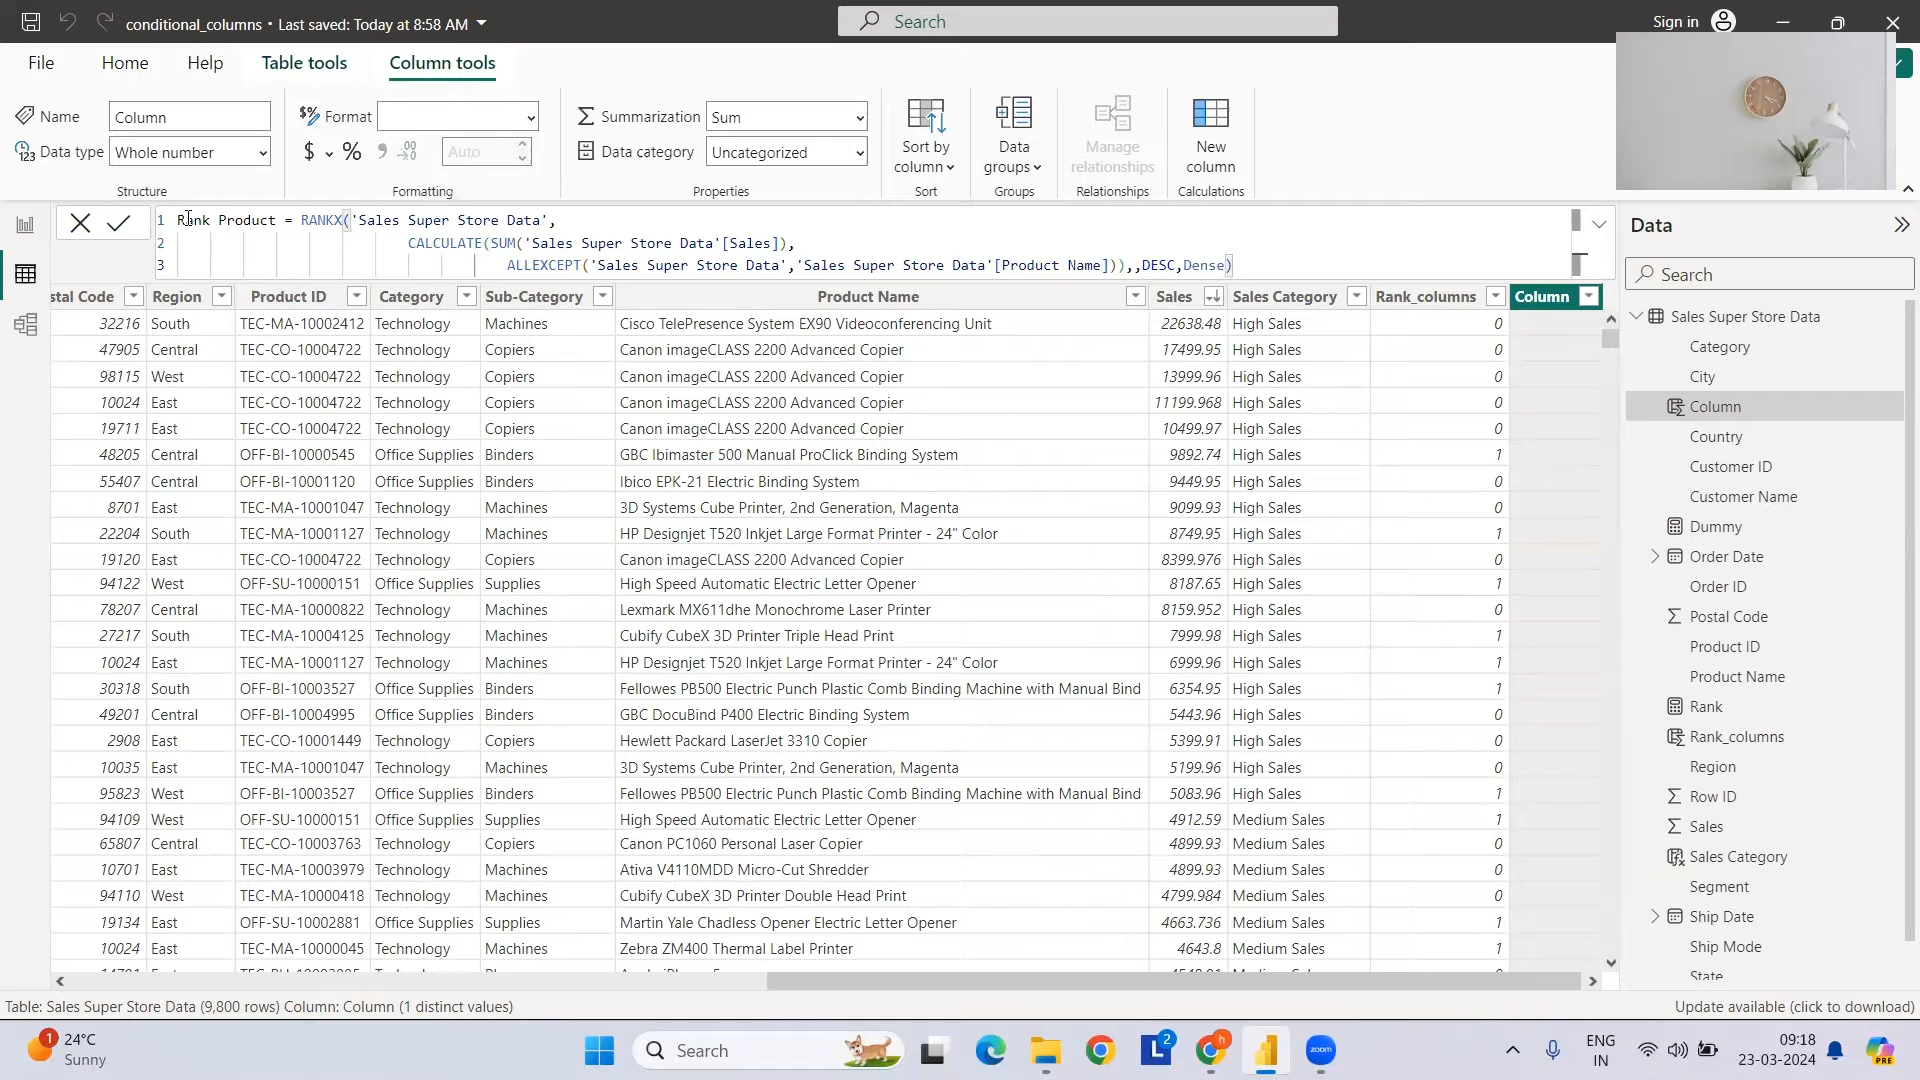 conditional_columns • Last saved: Today at 8:58 AM
Search
Sign in
File Home Help Table tools Column tools
Name Column
Data type Whole number
Structure
Format
$ % Auto
Formatting
Summarization Sum
Data category Uncategorized
Properties
Sort by column
Sort
Data groups
Groups
Manage relationships
Relationships
New column
Calculations
1 Rank Product = RANKX('Sales Super Store Data',
2 CALCULATE(SUM('Sales Super Store Data'[Sales]),
3 ALLEXCEPT('Sales Super Store Data','Sales Super Store Data'[Product Name])),,DESC,Dense)
stal Code Region Product ID Category Sub-Category Product Name Sales Sales Category Rank_columns Column
32216 South TEC-MA-10002412 Technology Machines Cisco TelePresence System EX90 Videoconferencing Unit 22638.48 High Sales 0
47905 Central TEC-CO-10004722 Technology Copiers Canon imageCLASS 2200 Advanced Copier 17499.95 High Sales 0
98115 West TEC-CO-10004722 Technology Copiers Canon imageCLASS 2200 Advanced Copier 13999.96 High Sales 0
10024 East TEC-CO-10004722 Technology Copiers Canon imageCLASS 2200 Advanced Copier 11199.968 High Sales 0
19711 East TEC-CO-10004722 Technology Copiers Canon imageCLASS 2200 Advanced Copier 10499.97 High Sales 0
48205 Central OFF-BI-10000545 Office Supplies Binders GBC Ibimaster 500 Manual ProClick Binding System 9892.74 High Sales 1
55407 Central OFF-BI-10001120 Office Supplies Binders Ibico EPK-21 Electric Binding System 9449.95 High Sales 0
8701 East TEC-MA-10001047 Technology Machines 3D Systems Cube Printer, 2nd Generation, Magenta 9099.93 High Sales 0
22204 South TEC-MA-10001127 Technology Machines HP Designjet T520 Inkjet Large Format Printer - 24" Color 8749.95 High Sales 1
19120 East TEC-CO-10004722 Technology Copiers Canon imageCLASS 2200 Advanced Copier 8399.976 High Sales 0
94122 West OFF-SU-10000151 Office Supplies Supplies High Speed Automatic Electric Letter Opener 8187.65 High Sales 1
78207 Central TEC-MA-10000822 Technology Machines Lexmark MX611dhe Monochrome Laser Printer 8159.952 High Sales 0
27217 South TEC-MA-10004125 Technology Machines Cubify CubeX 3D Printer Triple Head Print 7999.98 High Sales 1
10024 East TEC-MA-10001127 Technology Machines HP Designjet T520 Inkjet Large Format Printer - 24" Color 6999.96 High Sales 1
30318 South OFF-BI-10003527 Office Supplies Binders Fellowes PB500 Electric Punch Plastic Comb Binding Machine with Manual Bind 6354.95 High Sales 1
49201 Central OFF-BI-10004995 Office Supplies Binders GBC DocuBind P400 Electric Binding System 5443.96 High Sales 0
2908 East TEC-CO-10001449 Technology Copiers Hewlett Packard LaserJet 3310 Copier 5399.91 High Sales 0
10035 East TEC-MA-10001047 Technology Machines 3D Systems Cube Printer, 2nd Generation, Magenta 5199.96 High Sales 0
95823 West OFF-BI-10003527 Office Supplies Binders Fellowes PB500 Electric Punch Plastic Comb Binding Machine with Manual Bind 5083.96 High Sales 1
94109 West OFF-SU-10000151 Office Supplies Supplies High Speed Automatic Electric Letter Opener 4912.59 Medium Sales 1
65807 Central TEC-CO-10003763 Technology Copiers Canon PC1060 Personal Laser Copier 4899.93 Medium Sales 0
10701 East TEC-MA-10003979 Technology Machines Ativa V4110MDD Micro-Cut Shredder 4899.93 Medium Sales 0
94110 West TEC-MA-10000418 Technology Machines Cubify CubeX 3D Printer Double Head Print 4799.984 Medium Sales 0
19134 East OFF-SU-10002881 Office Supplies Supplies Martin Yale Chadless Opener Electric Letter Opener 4663.736 Medium Sales 1
10024 East TEC-MA-10000045 Technology Machines Zebra ZM400 Thermal Label Printer 4643.8 Medium Sales 1
Data
Search
Sales Super Store Data
Category
City
Column
Country
Customer ID
Customer Name
Dummy
Order Date
Order ID
Postal Code
Product ID
Product Name
Rank
Rank_columns
Region
Row ID
Sales
Sales Category
Segment
Ship Date
Ship Mode
State
Table: Sales Super Store Data (9,800 rows) Column: Column (1 distinct values)
Update available (click to download)
1 24°C
Sunny
Search
L 2
h
zoom
PRE
ENG
IN
09:18
23-03-2024